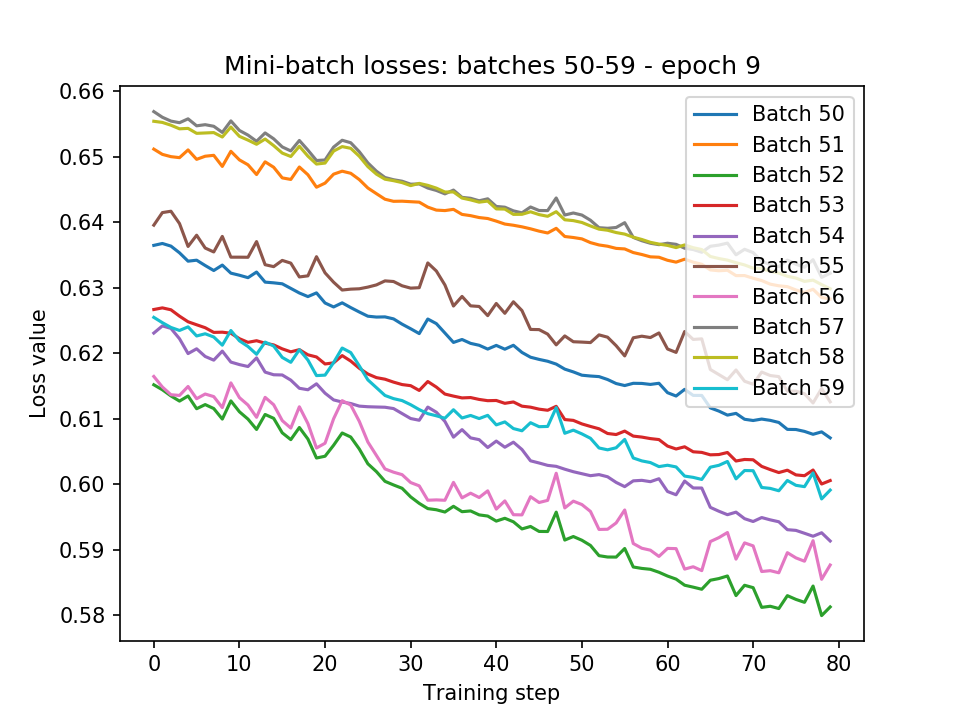 Mini-batch losses: batches 50-59 - epoch 9
0.66
0.65
0.64
0.63
0.62
0.61
0.60
0.59
0.58
Loss value
Batch 50
Batch 51
Batch 52
Batch 53
Batch 54
Batch 55
Batch 56
Batch 57
Batch 58
Batch 59
0 10 20 30 40 50 60 70 80
Training step